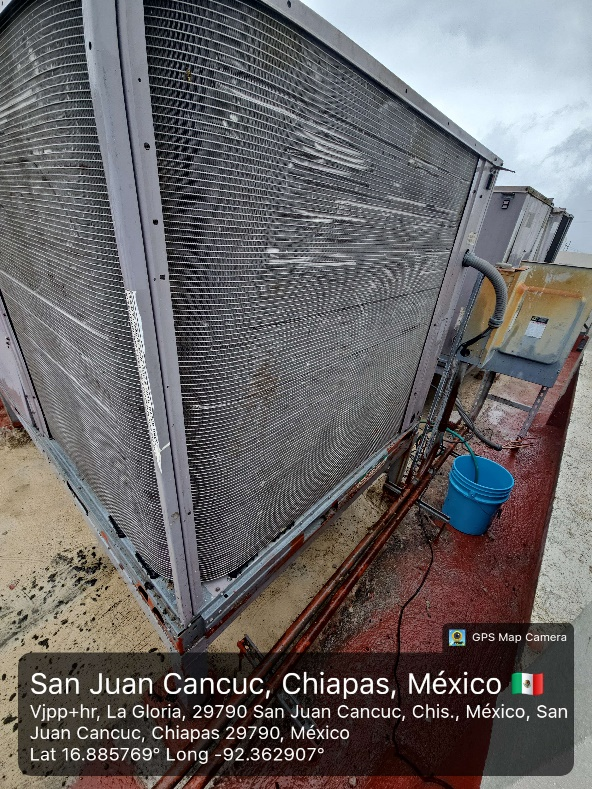 GPS Map Camera
San Juan Cancuc, Chiapas, México
Vjpp+hr, La Gloria, 29790 San Juan Cancuc, Chis., México, San
Juan Cancuc, Chiapas 29790, México
Lat 16.885769° Long -92.362907°